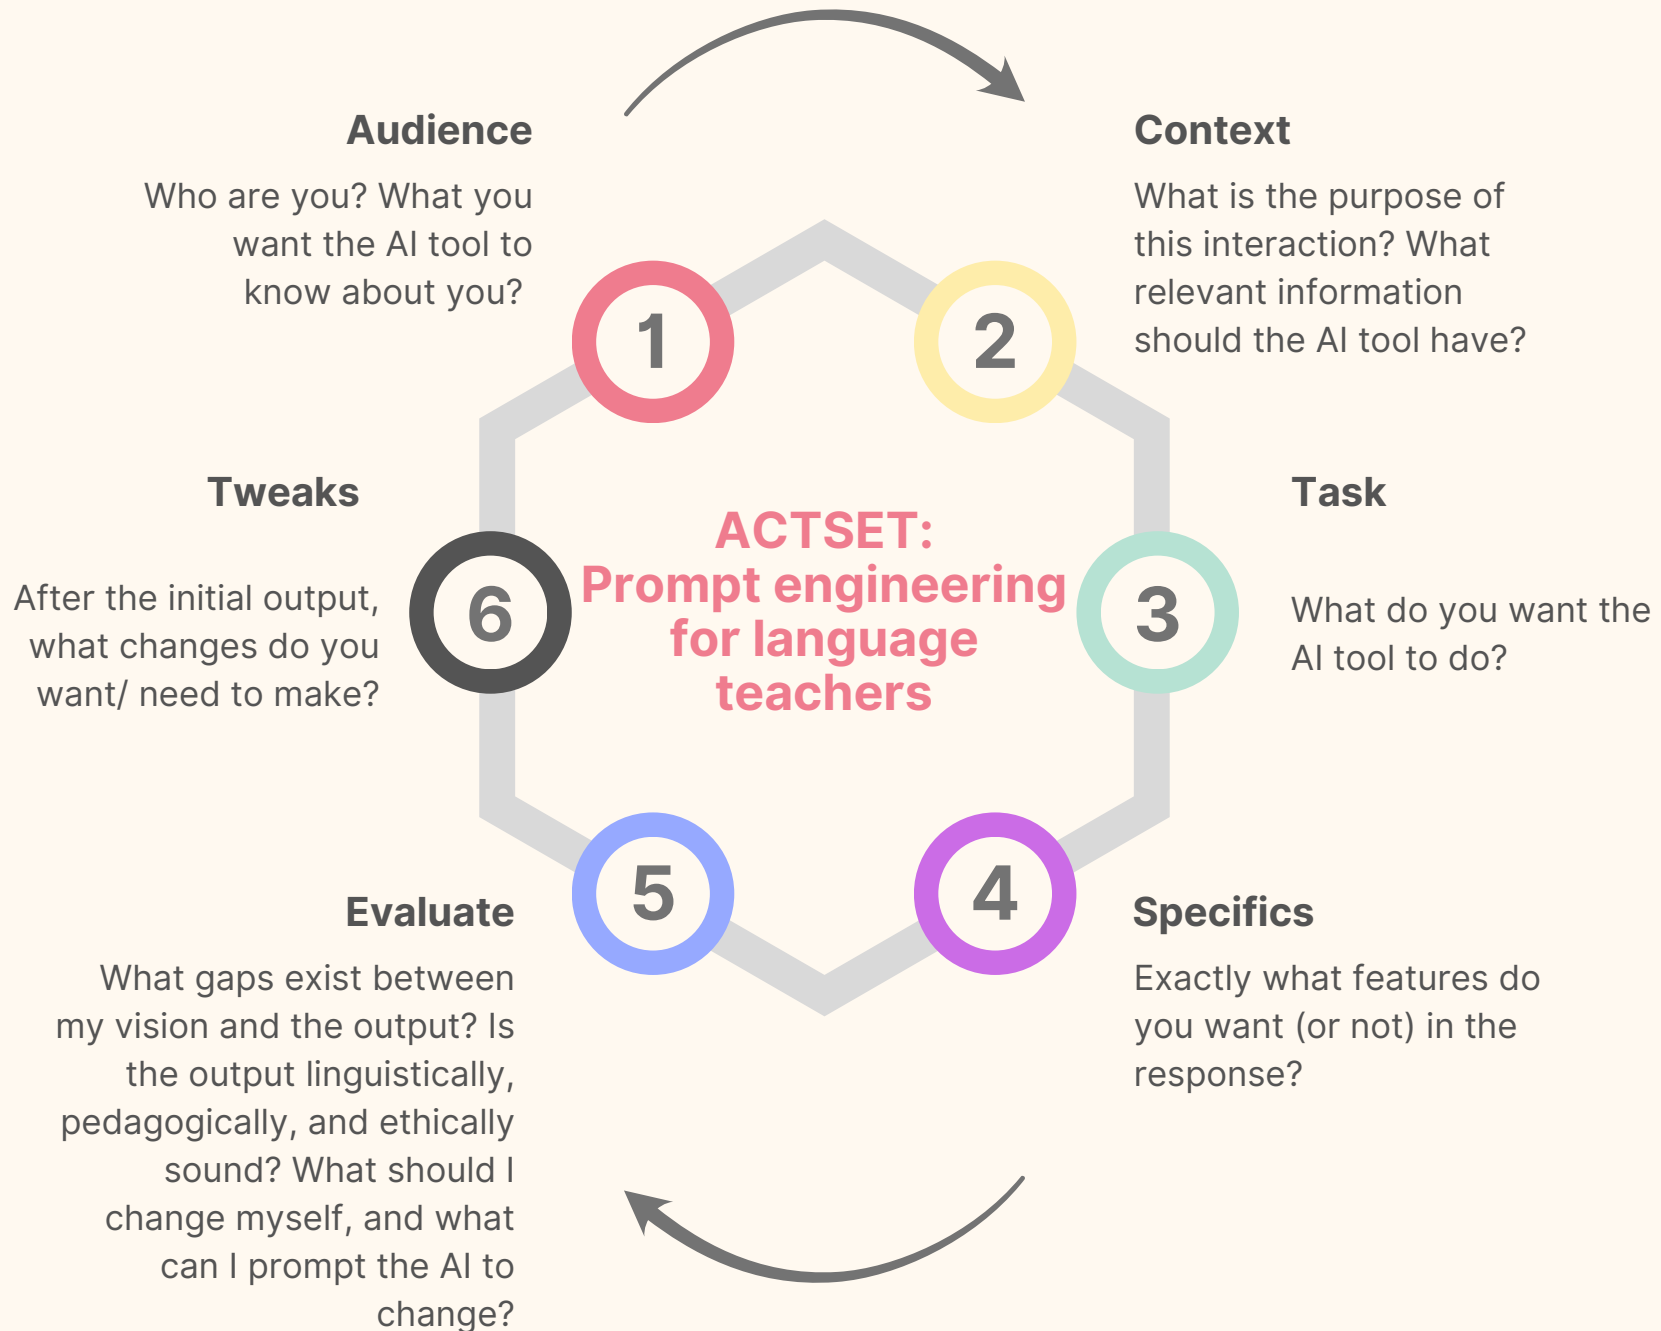 Audience
Who are you? What you
want the AI tool to
know about you?
1
Context
What is the purpose of
this interaction? What
relevant information
should the AI tool have?
2
Task
What do you want the
AI tool to do?
3
Specifics
Exactly what features do
you want (or not) in the
response?
4
Evaluate
What gaps exist between
my vision and the output? Is
the output linguistically,
pedagogically, and ethically
sound? What should I
change myself, and what
can I prompt the AI to
change?
5
Tweaks
After the initial output,
what changes do you
want/ need to make?
6
ACTSET:
Prompt engineering
for language
teachers